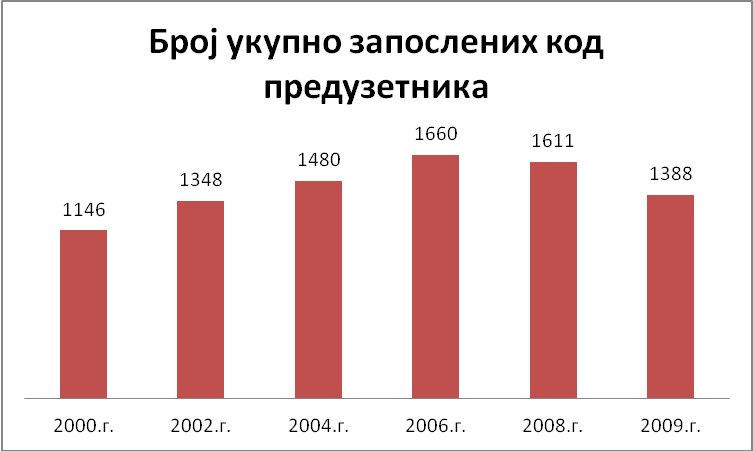 Број укупно запослених код
предузетника
1146
1348
1480
1660
1611
1388
2000.г.
2002.г.
2004.г.
2006.г.
2008.г.
2009.г.